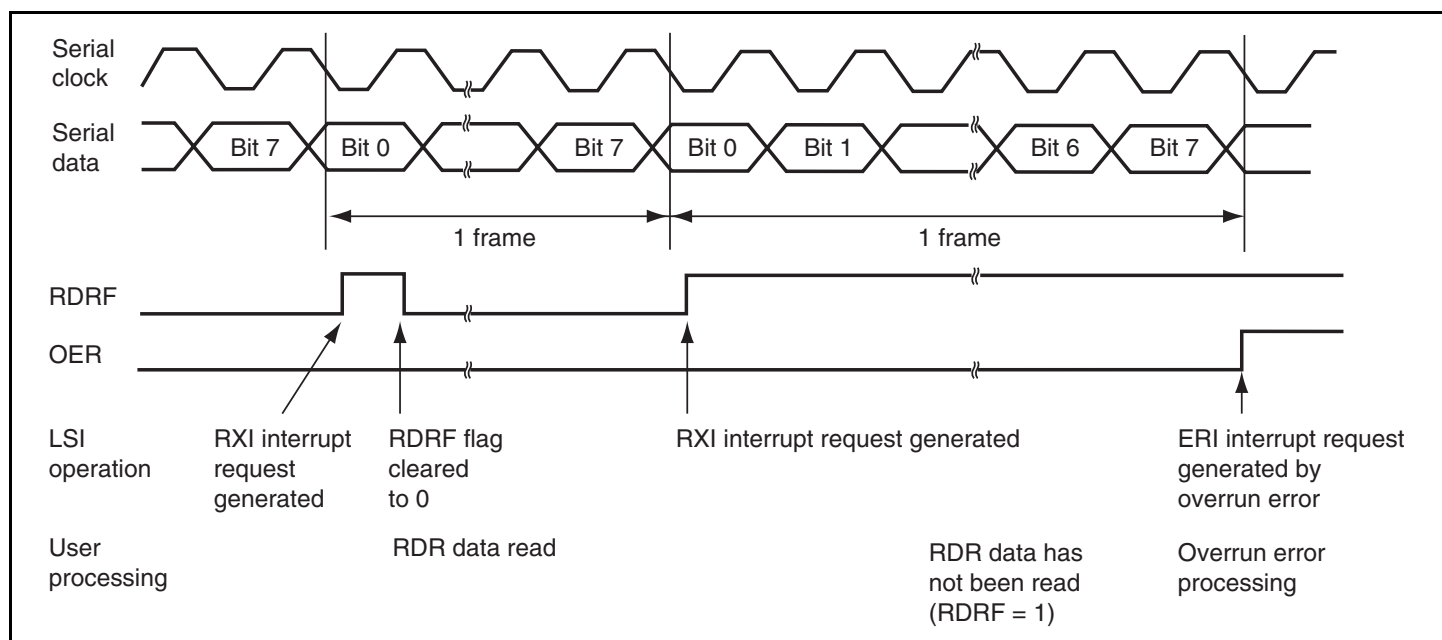 Serial
clock
Serial
data
Bit 7
Bit 0
Bit 7
Bit 0
Bit 1
Bit 6
Bit 7
1 frame
1 frame
RDRF
OER
LSI
operation
RXI interrupt
request
generated
RDRF flag
cleared
to 0
RXI interrupt request generated
ERI interrupt request
generated by
overrun error
User
processing
RDR data read
RDR data has
not been read
(RDRF = 1)
Overrun error
processing